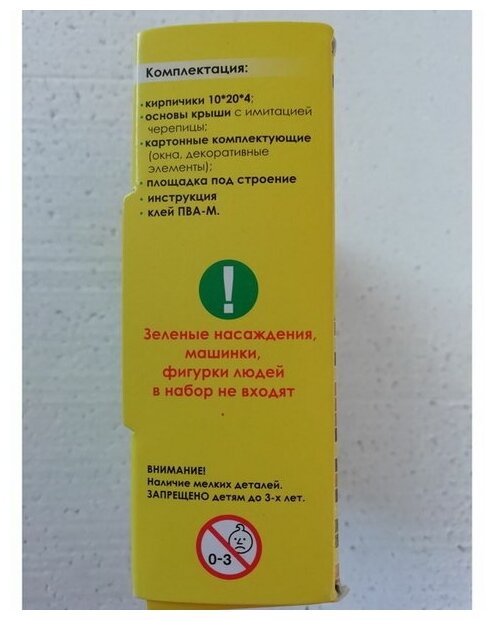 Комплектация:
• кирпичики 10*20*4;
• основы крыши с имитацией
черепицы;
• картонные комплектующие
(окна, декоративные
элементы);
• площадка под строение
• инструкция
• клей ПВА-М.
!
Зеленые насаждения,
машинки,
фигурки людей
в набор не входят
.
ВНИМАНИЕ!
Наличие мелких деталей.
ЗАПРЕЩЕНО детям до 3-х лет.
0-3